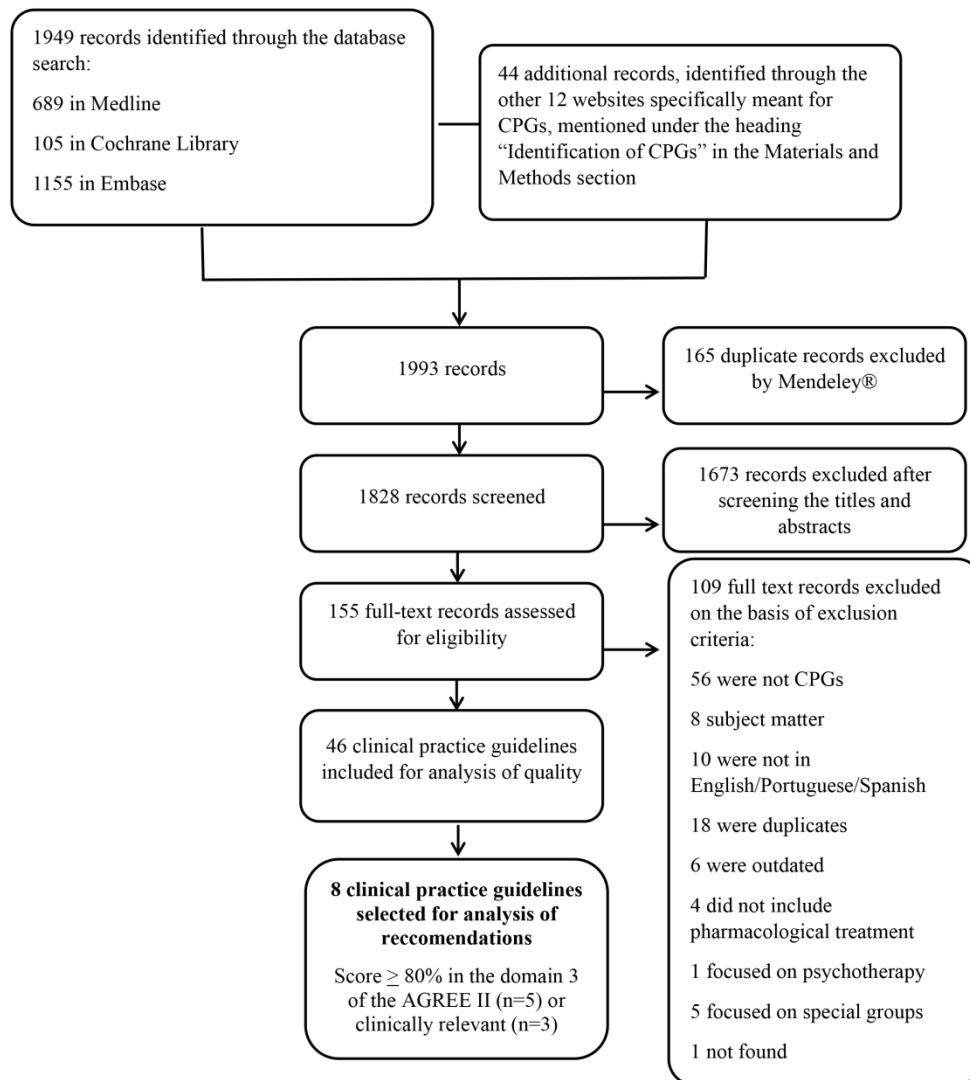 1949 records identified through the database
search:
689 in Medline
105 in Cochrane Library
1155 in Embase
44 additional records, identified through the
other 12 websites specifically meant for
CPGs, mentioned under the heading
“Identification of CPGs” in the Materials and
Methods section
1993 records
165 duplicate records excluded
by Mendeley®
1828 records screened
1673 records excluded after
screening the titles and
abstracts
155 full-text records assessed
for eligibility
109 full text records excluded
on the basis of exclusion
criteria:
56 were not CPGs
8 subject matter
10 were not in
English/Portuguese/Spanish
18 were duplicates
6 were outdated
4 did not include
pharmacological treatment
1 focused on psychotherapy
5 focused on special groups
1 not found
46 clinical practice guidelines
included for analysis of quality
8 clinical practice guidelines
selected for analysis of
reccomendations
Score ≥ 80% in the domain 3
of the AGREE II (n=5) or
clinically relevant (n=3)